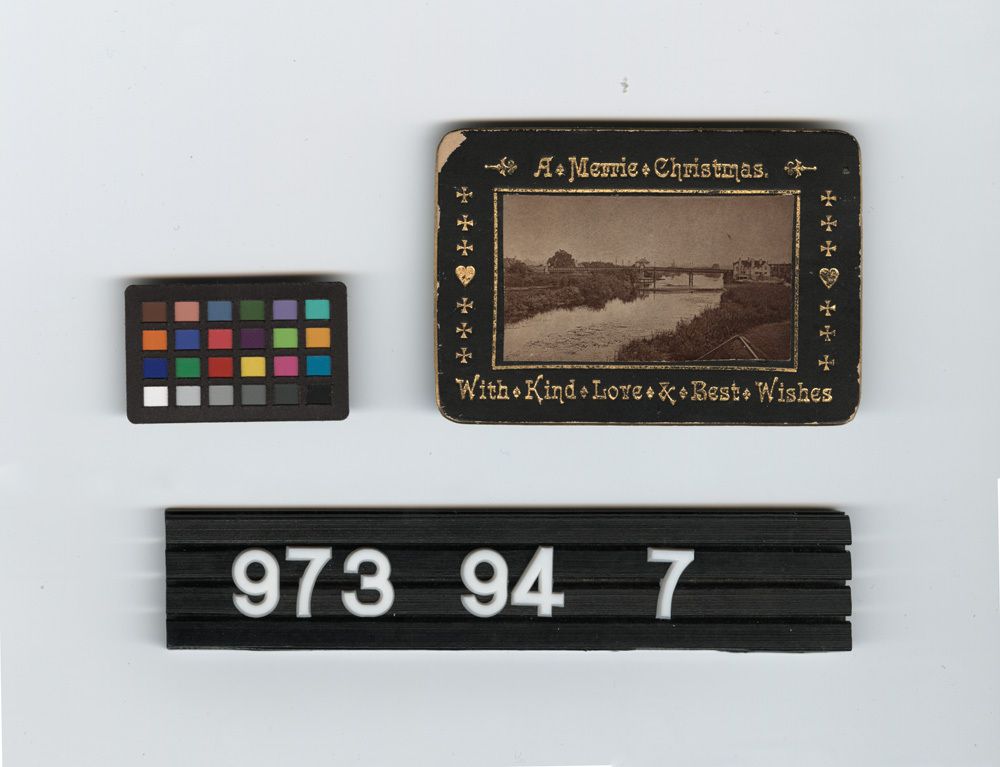 A Merrie Christmas.
With Kind Love & Best Wishes
973 94 7